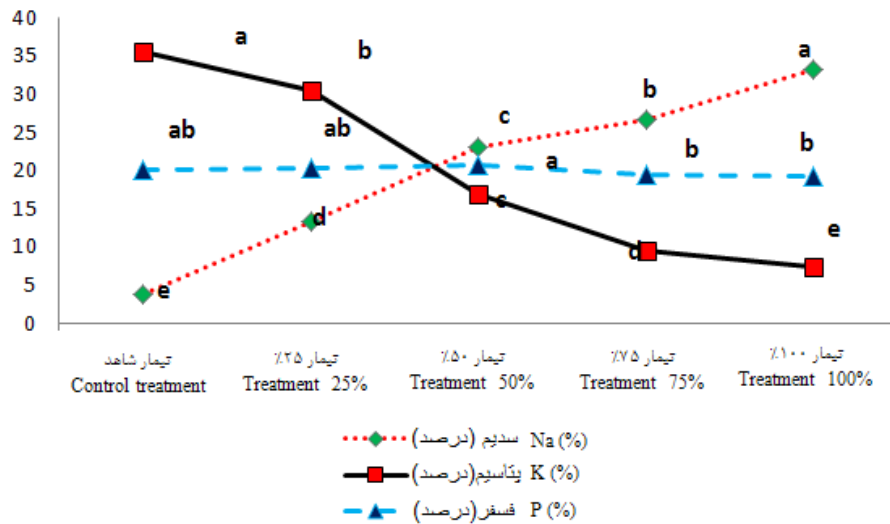 40
35
30
25
20
15
10
5
0
a
b
a
b
c
ab
ab
a
b
b
c
d
d
e
e
تیمار شاهد
Control treatment
تیمار ۲۵٪
Treatment 25%
تیمار ۵۰٪
Treatment 50%
تیمار ۷۵٪
Treatment 75%
تیمار ۱۰۰٪
Treatment 100%
سدیم (درصد) Na (%)
پتاسیم(درصد) K (%)
فسفر(درصد) P (%)